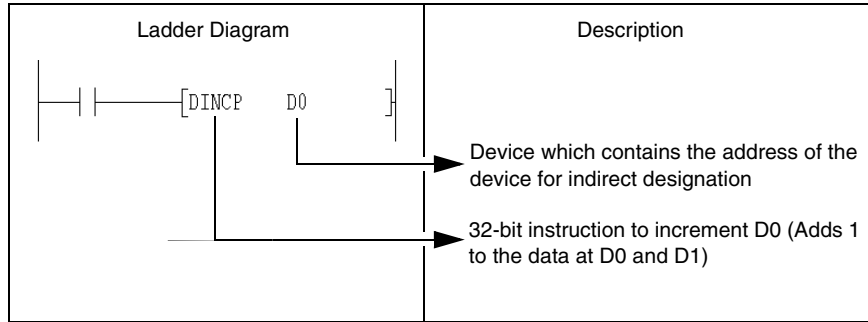 Ladder Diagram
Description
DINCP D0
Device which contains the address of the
device for indirect designation
32-bit instruction to increment D0 (Adds 1
to the data at D0 and D1)